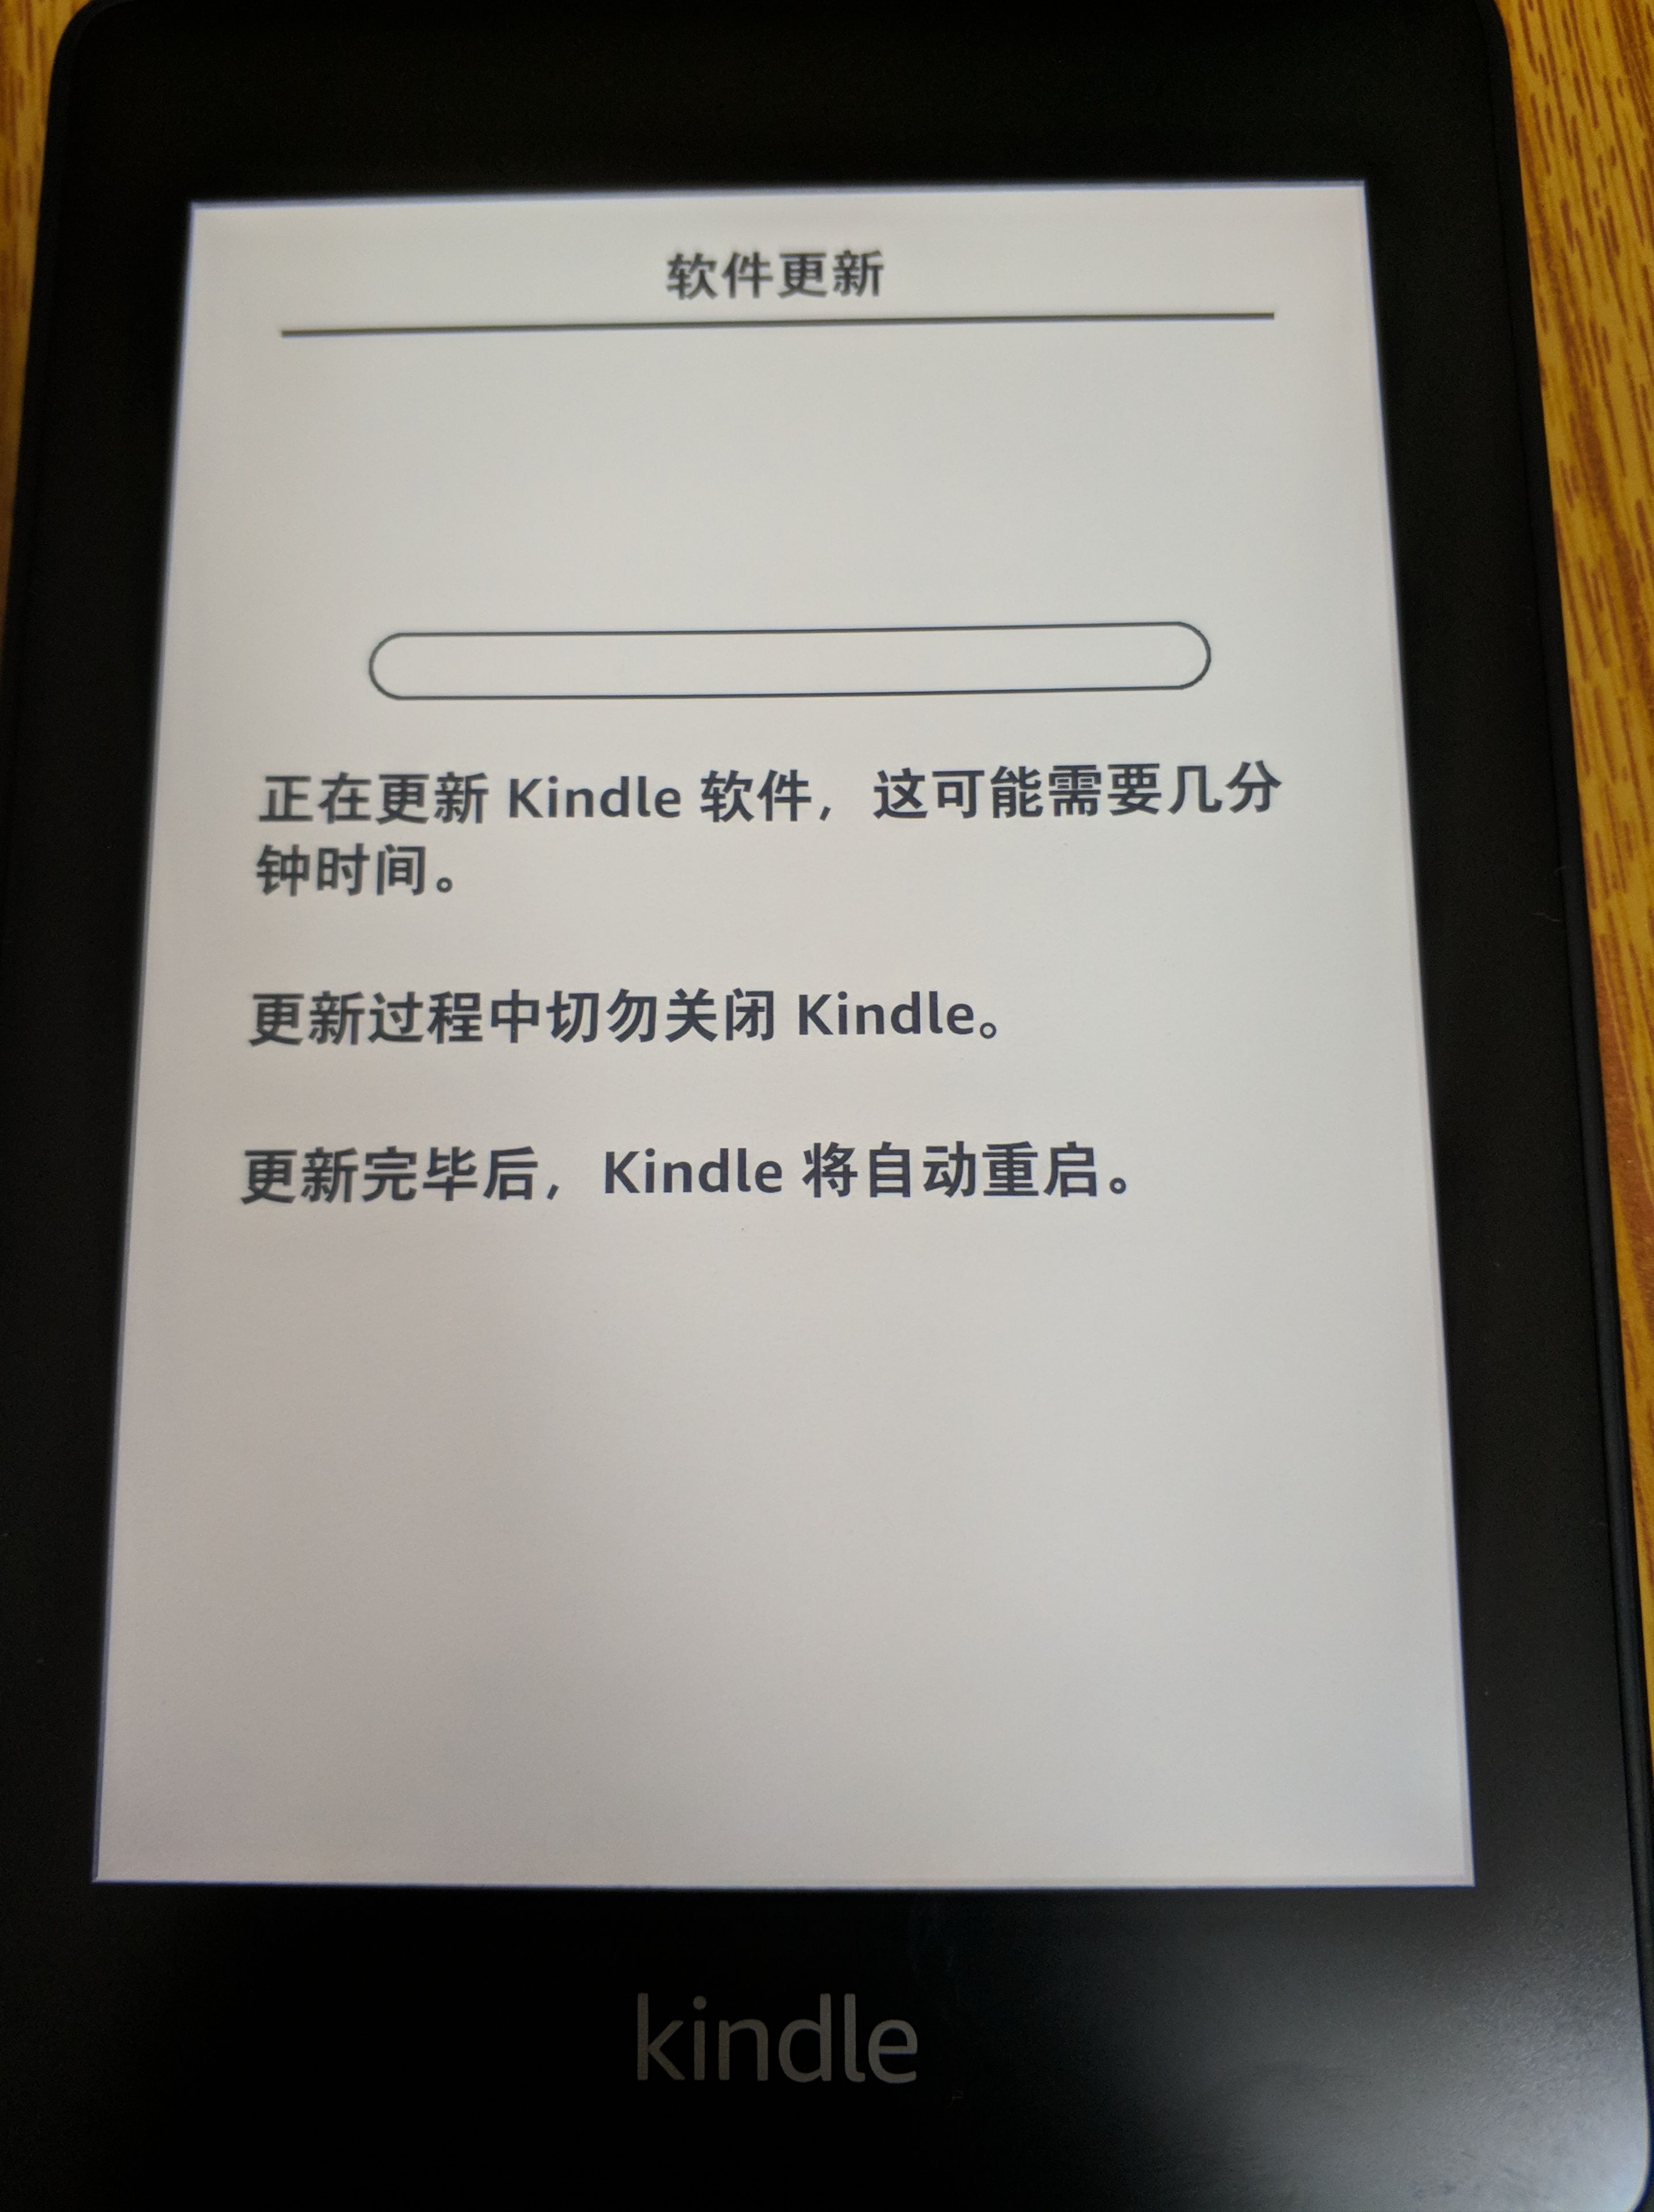 软件更新
正在更新 Kindle 软件，这可能需要几分
钟时间。
更新过程中切勿关闭 Kindle。
更新完毕后，Kindle 将自动重启。
kindle